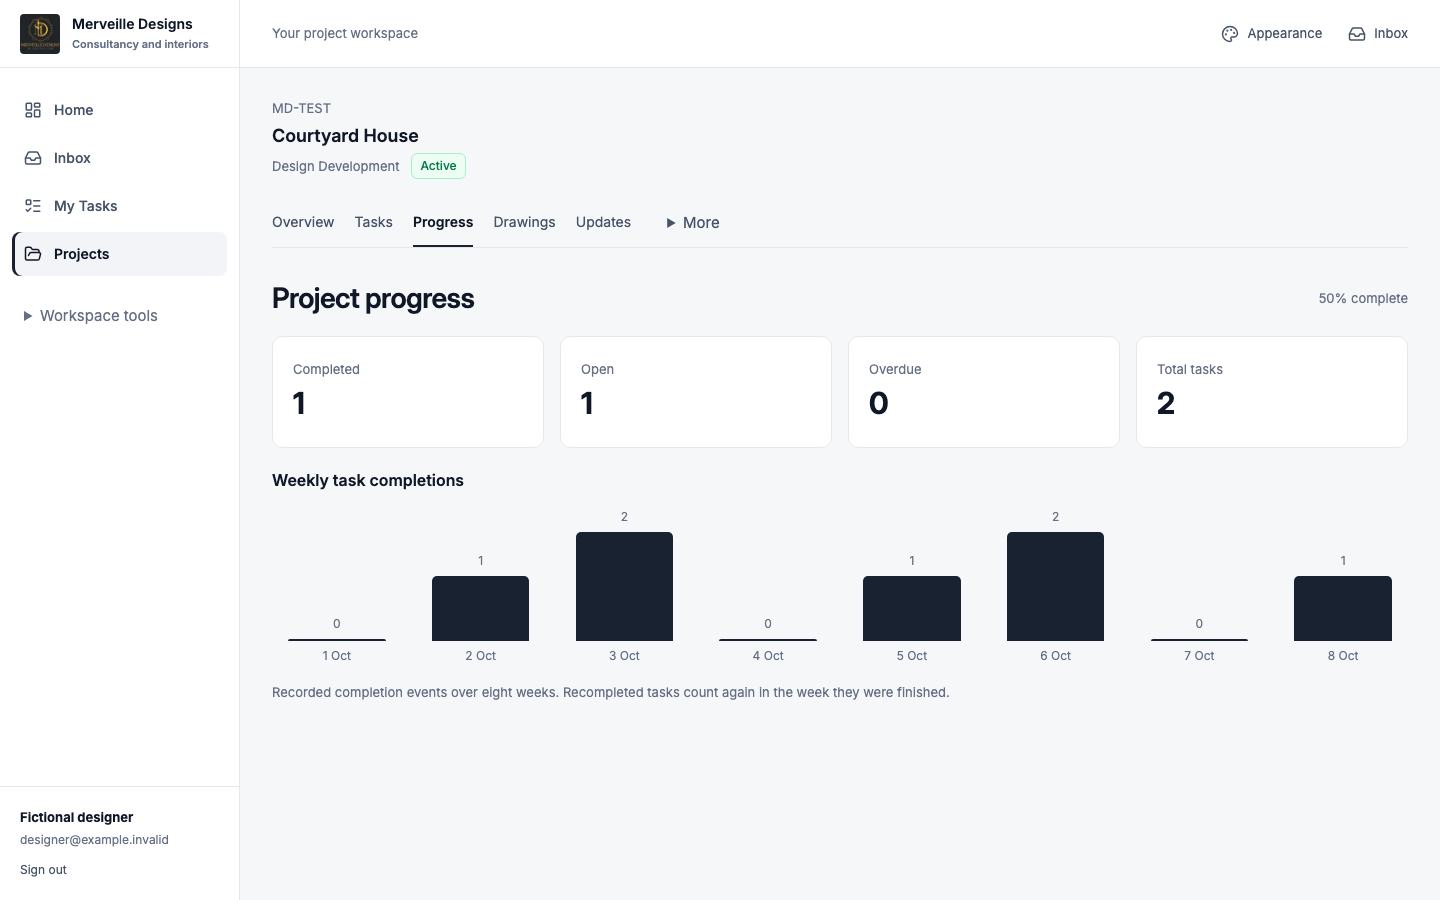 Merveille Designs
Consultancy and interiors
Your project workspace
Appearance
Inbox
Home
Inbox
My Tasks
Projects
Workspace tools
MD-TEST
Courtyard House
Design Development Active
Overview Tasks Progress Drawings Updates More
Project progress
50% complete
Completed
1
Open
1
Overdue
0
Total tasks
2
Weekly task completions
0 1 2 0 1 2 0 1
1 Oct 2 Oct 3 Oct 4 Oct 5 Oct 6 Oct 7 Oct 8 Oct
Recorded completion events over eight weeks. Recompleted tasks count again in the week they were finished.
Fictional designer
designer@example.invalid
Sign out